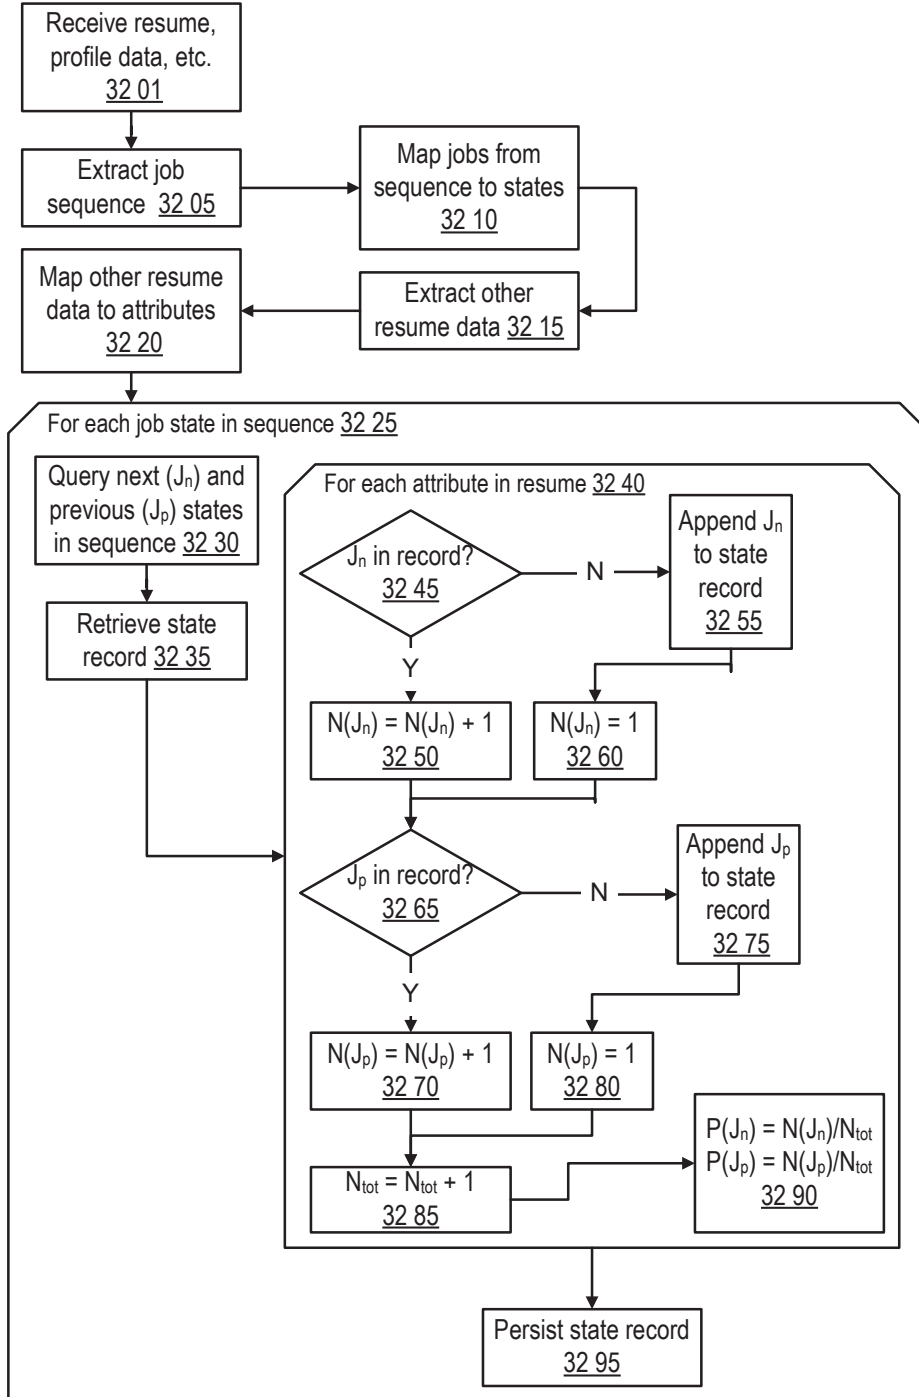 Receive resume,
profile data, etc.
32 01
Extract job
sequence 32 05
Map jobs from
sequence to states
32 10
Extract other
resume data 32 15
Map other resume
data to attributes
32 20
For each job state in sequence 32 25
Query next (Jn) and
previous (Jp) states
in sequence 32 30
Retrieve state
record 32 35
For each attribute in resume 32 40
Jn in record?
32 45
N
Append Jn
to state
record
32 55
Y
N(Jn) = N(Jn) + 1
32 50
N(Jn) = 1
32 60
Jp in record?
32 65
N
Append Jp
to state
record
32 75
Y
N(Jp) = N(Jp) + 1
32 70
N(Jp) = 1
32 80
Ntot = Ntot + 1
32 85
P(Jn) = N(Jn)/Ntot
P(Jp) = N(Jp)/Ntot
32 90
Persist state record
32 95